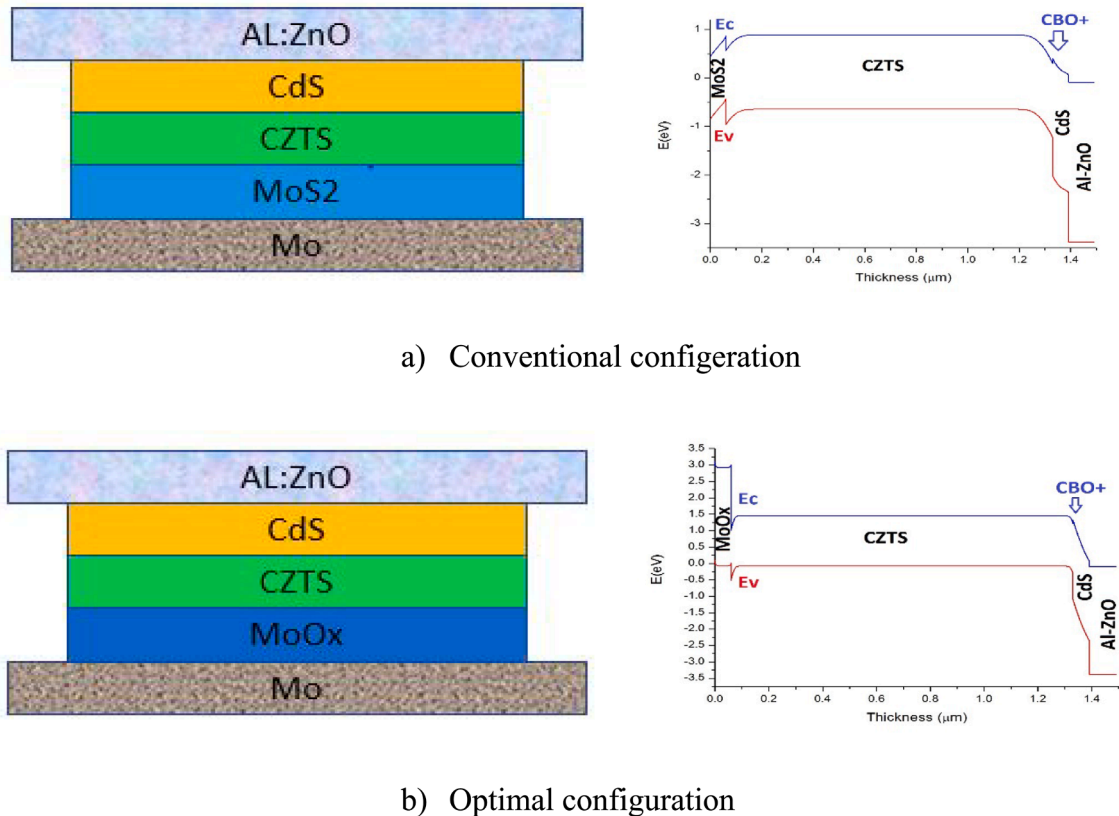 AL:ZnO
CdS
CZTS
MoS2
Mo
Ec
CBO+
MoS2
CZTS
Ev
CdS
Al-ZnO
E(eV)
1
0
-1
-2
-3
0.0 0.2 0.4 0.6 0.8 1.0 1.2 1.4
Thickness (μm)
a) Conventional configeration
AL:ZnO
CdS
CZTS
MoOx
Mo
Ec
CBO+
MoOx
CZTS
Ev
CdS
Al-ZnO
E(eV)
3.5
3.0
2.5
2.0
1.5
1.0
0.5
0.0
-0.5
-1.0
-1.5
-2.0
-2.5
-3.0
-3.5
0.0 0.2 0.4 0.6 0.8 1.0 1.2 1.4
Thickness (μm)
b) Optimal configuration